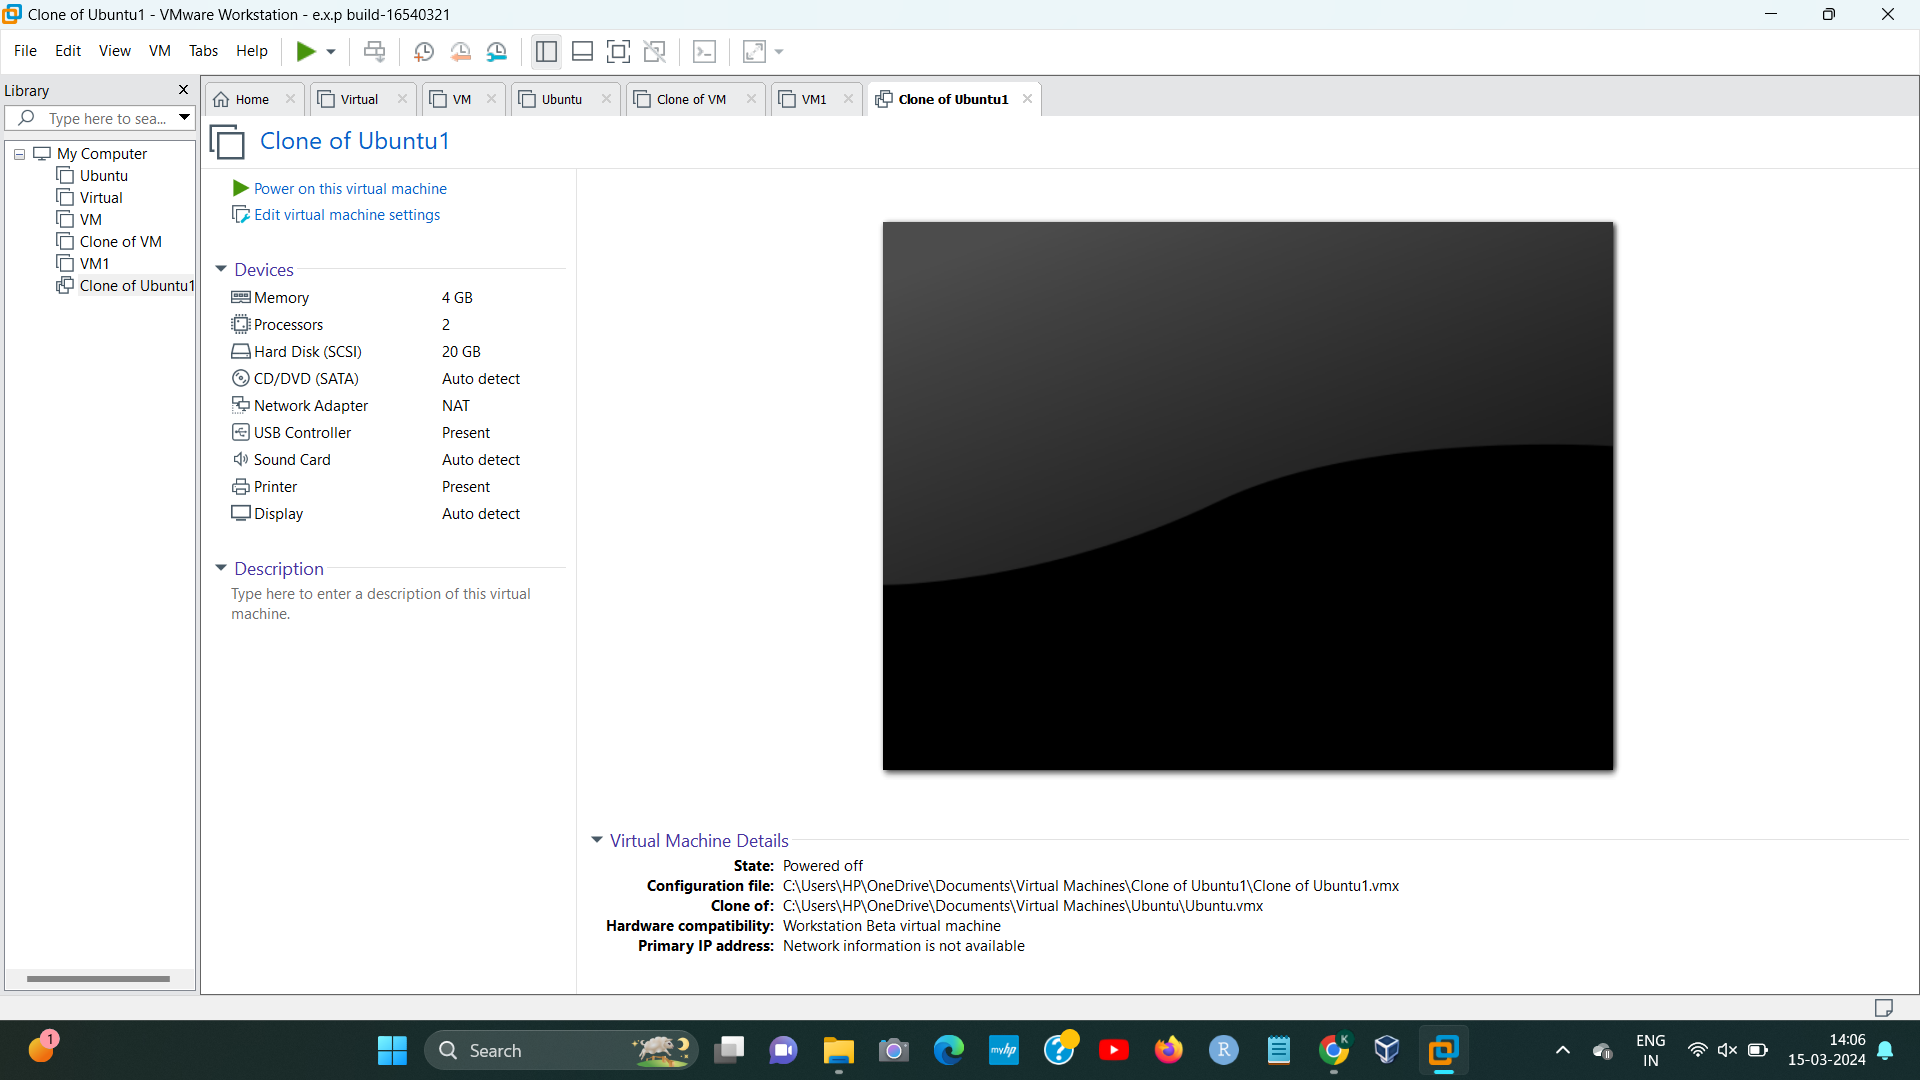 Clone of Ubuntu1 - VMware Workstation - e.x.p build-16540321
File Edit View VM Tabs Help
Library
Type here to sea...
My Computer
Ubuntu
Virtual
VM
Clone of VM
VM1
Clone of Ubuntu1
Home Virtual VM Ubuntu Clone of VM VM1 Clone of Ubuntu1
Clone of Ubuntu1
Power on this virtual machine
Edit virtual machine settings
Devices
Memory 4 GB
Processors 2
Hard Disk (SCSI) 20 GB
CD/DVD (SATA) Auto detect
Network Adapter NAT
USB Controller Present
Sound Card Auto detect
Printer Present
Display Auto detect
Description
Type here to enter a description of this virtual
machine.
Virtual Machine Details
State: Powered off
Configuration file: C:\Users\HP\OneDrive\Documents\Virtual Machines\Clone of Ubuntu1\Clone of Ubuntu1.vmx
Clone of: C:\Users\HP\OneDrive\Documents\Virtual Machines\Ubuntu\Ubuntu.vmx
Hardware compatibility: Workstation Beta virtual machine
Primary IP address: Network information is not available
1
Search
myhp
R
K
ENG
IN
14:06
15-03-2024